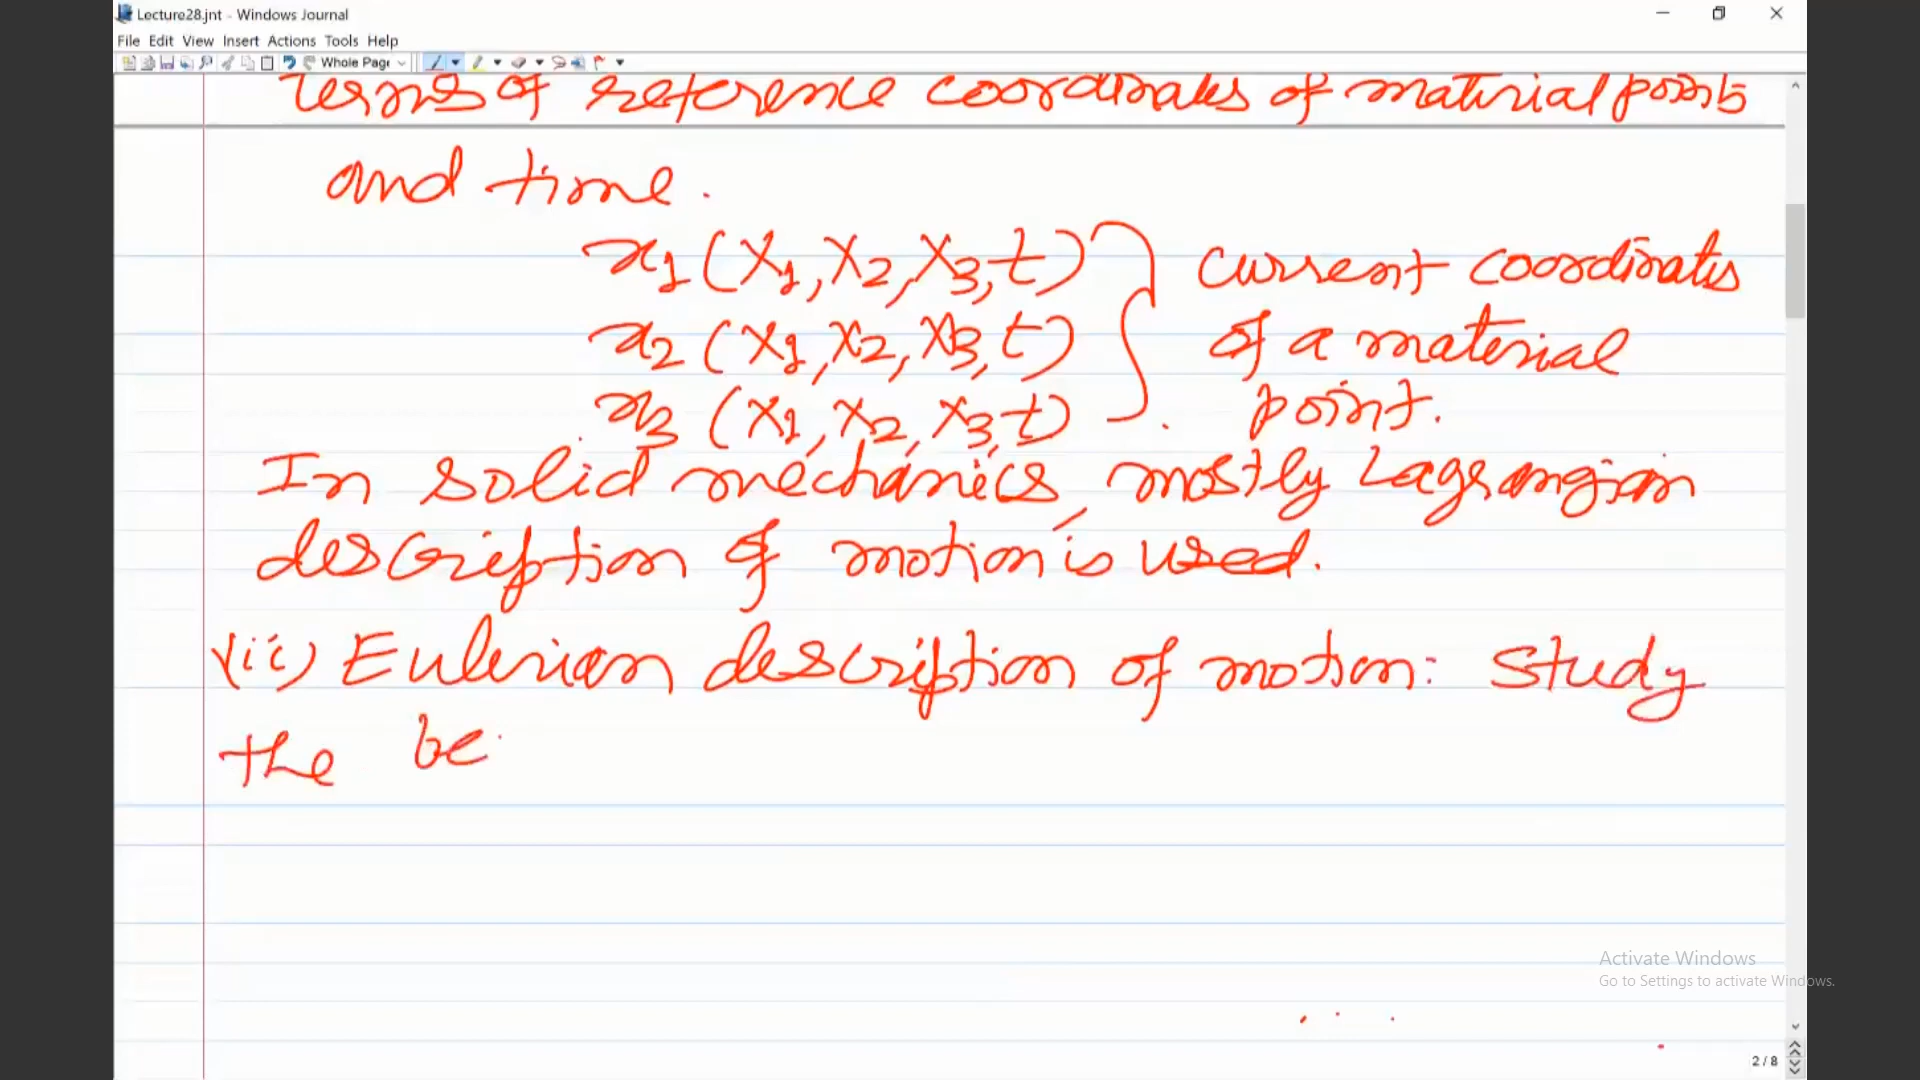 Lecture28.jnt - Windows Journal
File Edit View Insert Actions Tools Help
Whole Page
terms of reference coordinates of material points
and time.
x1 (X1, X2, X3, t) } current coordinates
x2 (X1, X2, X3, t) of a material
x3 (X1, X2, X3, t) point.
In solid mechanics, mostly Lagrangian
description of motion is used.
(ii) Eulerian description of motion: Study
the be
Activate Windows
Go to Settings to activate Windows.
2 / 8